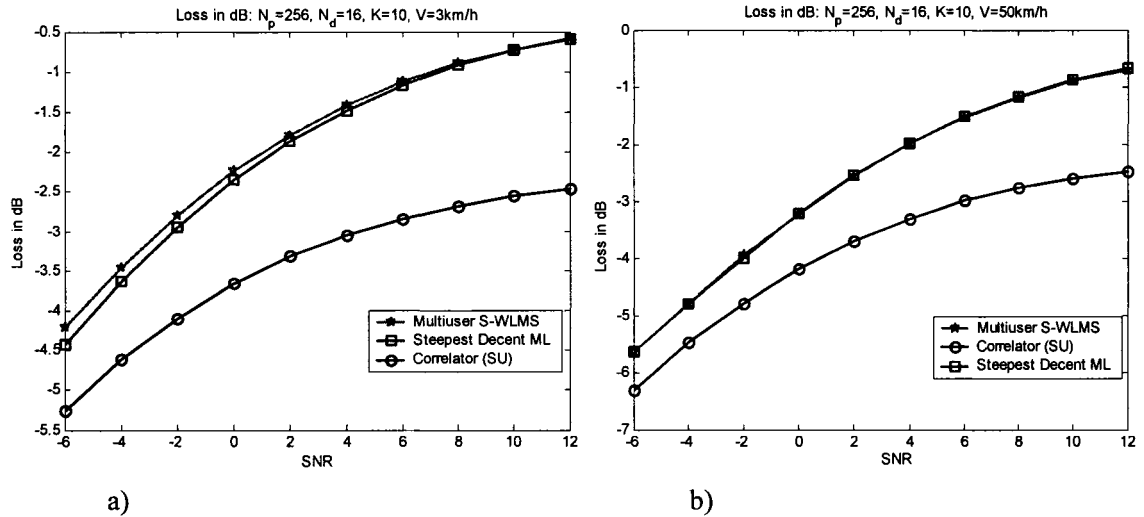 Loss in dB: N_p=256, N_d=16, K=10, V=3km/h
-0.5
-1
-1.5
-2
-2.5
-3
-3.5
-4
-4.5
-5
-5.5
Loss in dB
Multiuser S-WLMS
Steepest Decent ML
Correlator (SU)
-6 -4 -2 0 2 4 6 8 10 12
SNR
a)
Loss in dB: N_p=256, N_d=16, K=10, V=50km/h
0
-1
-2
-3
-4
-5
-6
-7
Loss in dB
Multiuser S-WLMS
Correlator (SU)
Steepest Decent ML
-6 -4 -2 0 2 4 6 8 10 12
SNR
b)